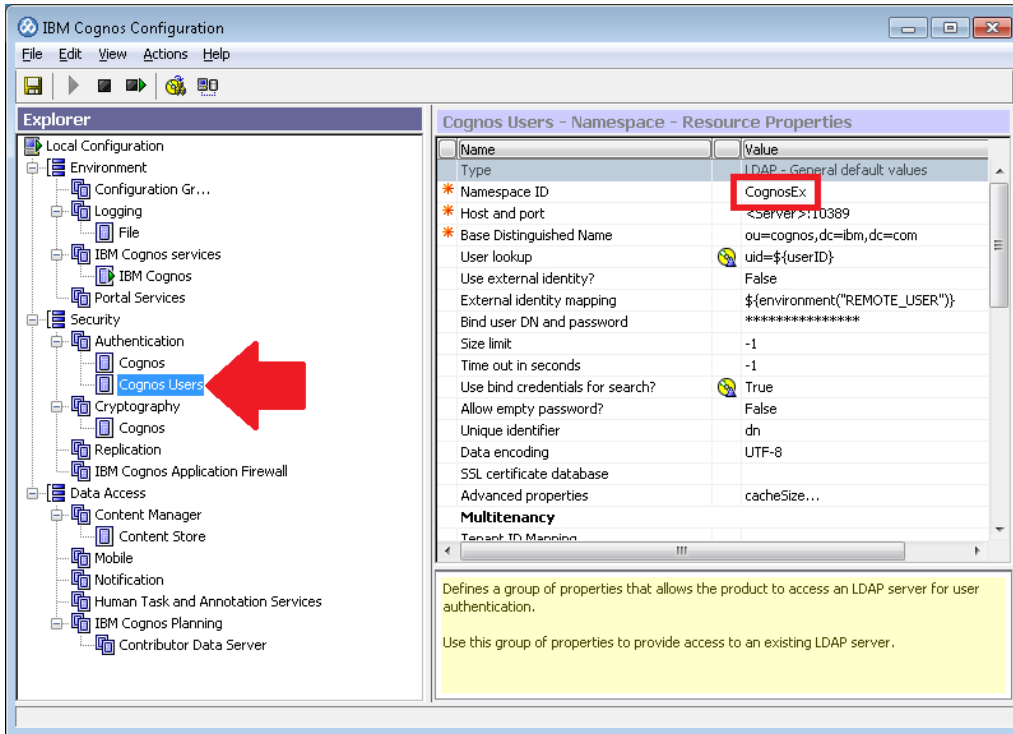 IBM Cognos Configuration
File Edit View Actions Help
Explorer
Local Configuration
Environment
Configuration Gr...
Logging
File
IBM Cognos services
IBM Cognos
Portal Services
Security
Authentication
Cognos
Cognos Users
Cryptography
Cognos
Replication
IBM Cognos Application Firewall
Data Access
Content Manager
Content Store
Mobile
Notification
Human Task and Annotation Services
IBM Cognos Planning
Contributor Data Server
Cognos Users - Namespace - Resource Properties
Name Value
Type LDAP - General default values
* Namespace ID CognosEx
* Host and port <Server>:10389
* Base Distinguished Name ou=cognos,dc=ibm,dc=com
User lookup uid=${userID}
Use external identity? False
External identity mapping ${environment("REMOTE_USER")}
Bind user DN and password ****************
Size limit -1
Time out in seconds -1
Use bind credentials for search? True
Allow empty password? False
Unique identifier dn
Data encoding UTF-8
SSL certificate database
Advanced properties cacheSize...
Multitenancy
Tenant ID Mapping
Defines a group of properties that allows the product to access an LDAP server for user
authentication.
Use this group of properties to provide access to an existing LDAP server.